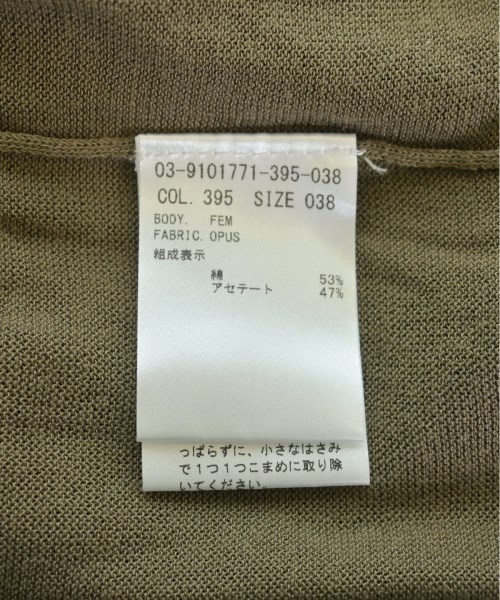 03-9101771-395-038
COL. 395 SIZE 038
BODY. FEM
FABRIC. OPUS
組成表示
綿 53%
アセテート 47%
っぱらずに、小さなはさみ
で1つ1つこまめに取り除
いてください。